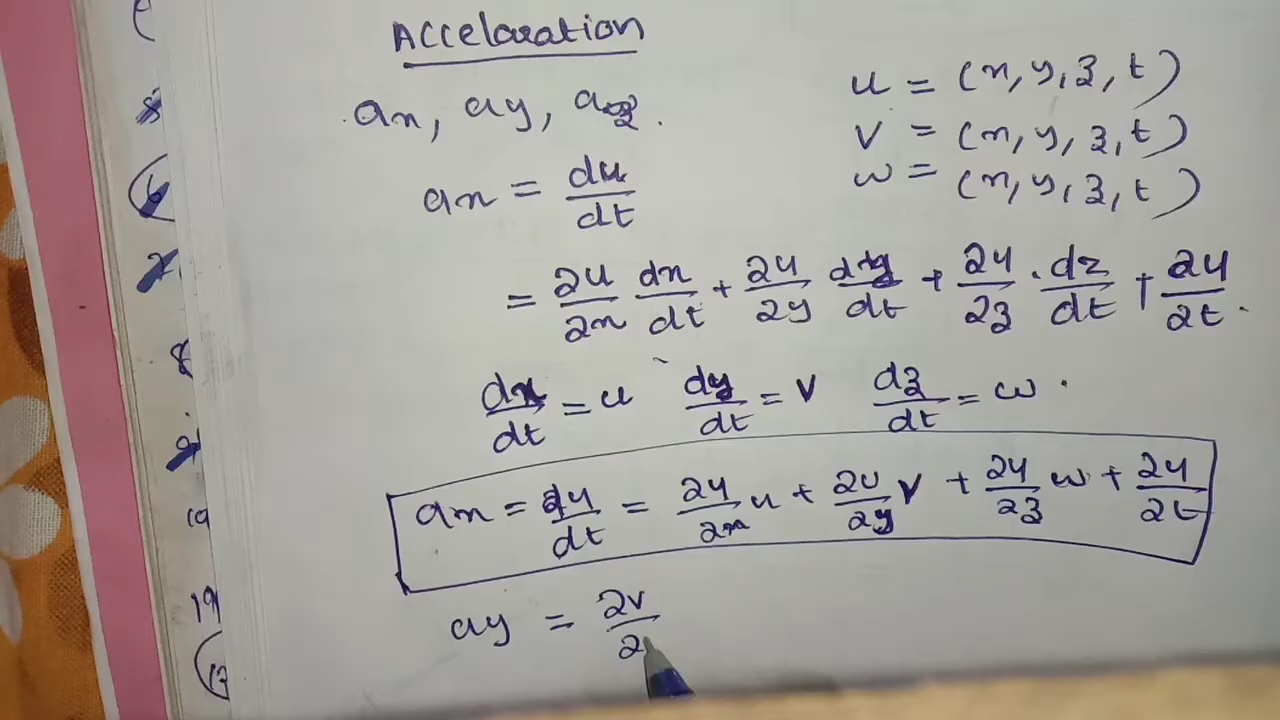 Accelaration
ax, ay, az.
u = (x, y, z, t)
v = (x, y, z, t)
w = (x, y, z, t)
ax = du/dt
= ∂u/∂x dx/dt + ∂u/∂y dy/dt + ∂u/∂z . dz/dt + ∂u/∂t .
dx/dt = u dy/dt = v dz/dt = w .
ax = du/dt = ∂u/∂x u + ∂u/∂y v + ∂u/∂z w + ∂u/∂t
ay = ∂v/∂